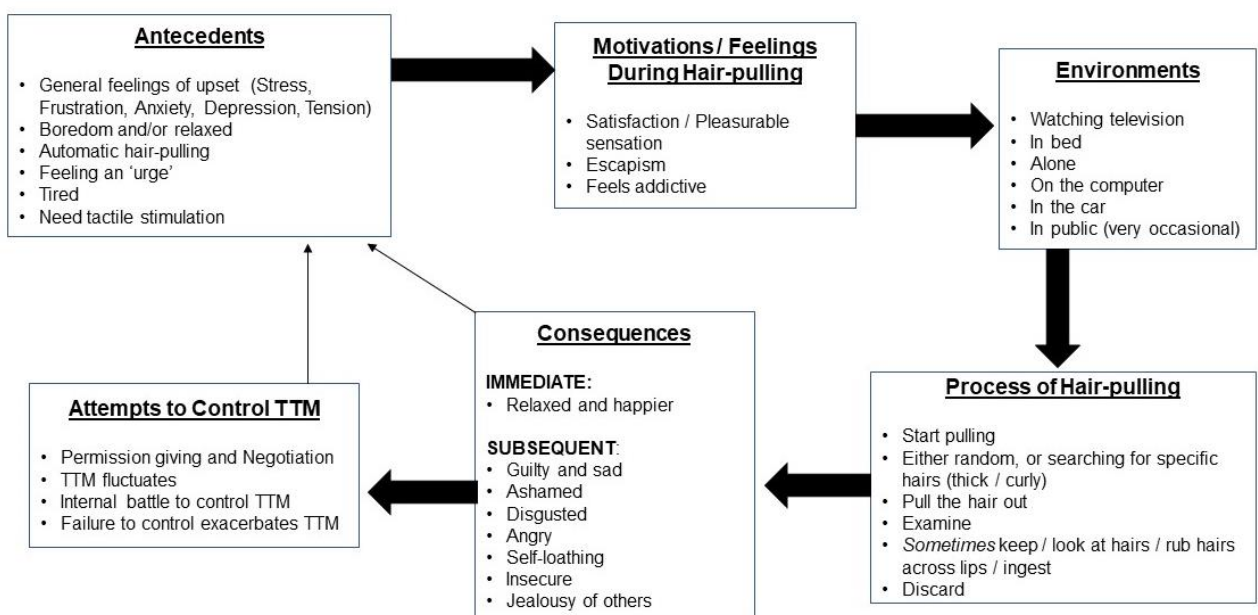 Antecedents
• General feelings of upset (Stress,
Frustration, Anxiety, Depression, Tension)
• Boredom and/or relaxed
• Automatic hair-pulling
• Feeling an ‘urge’
• Tired
• Need tactile stimulation
Motivations / Feelings
During Hair-pulling
• Satisfaction / Pleasurable
sensation
• Escapism
• Feels addictive
Environments
• Watching television
• In bed
• Alone
• On the computer
• In the car
• In public (very occasional)
Process of Hair-pulling
• Start pulling
• Either random, or searching for specific
hairs (thick / curly)
• Pull the hair out
• Examine
• Sometimes keep / look at hairs / rub hairs
across lips / ingest
• Discard
Consequences
IMMEDIATE:
• Relaxed and happier
SUBSEQUENT:
• Guilty and sad
• Ashamed
• Disgusted
• Angry
• Self-loathing
• Insecure
• Jealousy of others
Attempts to Control TTM
• Permission giving and Negotiation
• TTM fluctuates
• Internal battle to control TTM
• Failure to control exacerbates TTM